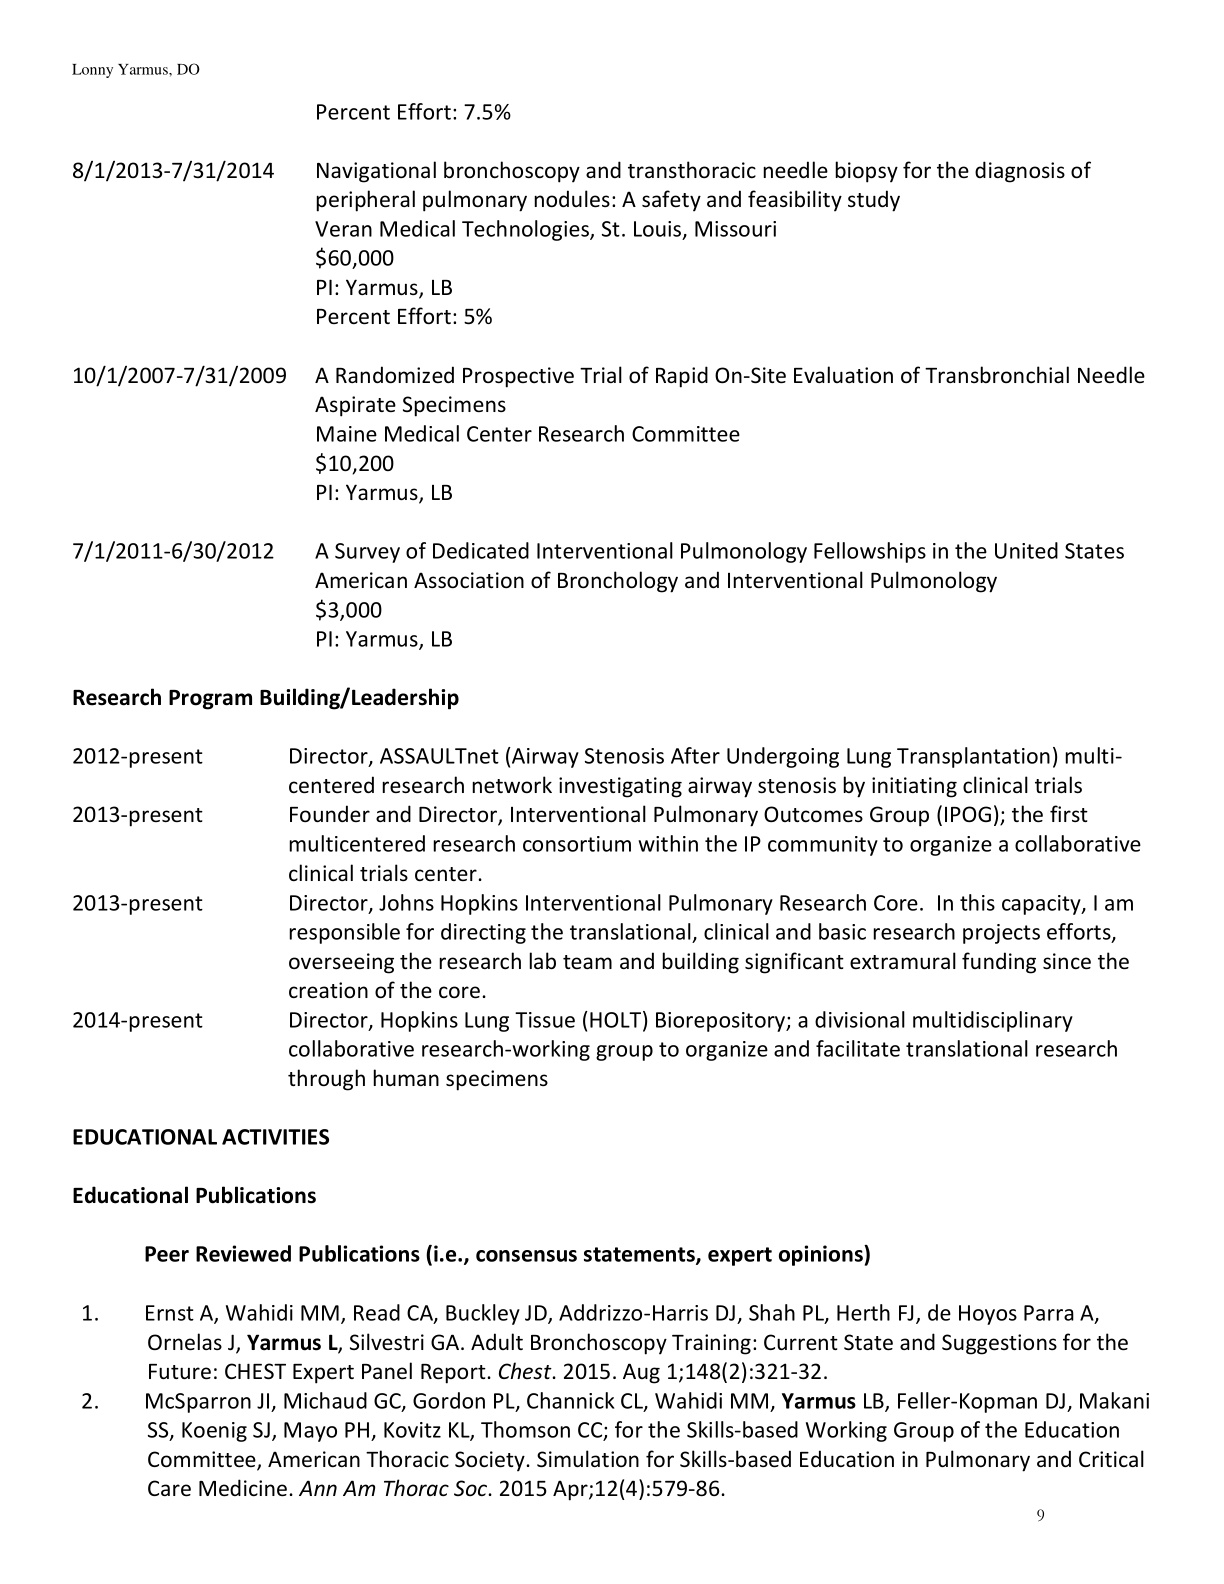 Lonny Yarmus, DO
Percent Effort: 7.5%
8/1/2013-7/31/2014 Navigational bronchoscopy and transthoracic needle biopsy for the diagnosis of
peripheral pulmonary nodules: A safety and feasibility study
Veran Medical Technologies, St. Louis, Missouri
$60,000
PI: Yarmus, LB
Percent Effort: 5%
10/1/2007-7/31/2009 A Randomized Prospective Trial of Rapid On-Site Evaluation of Transbronchial Needle
Aspirate Specimens
Maine Medical Center Research Committee
$10,200
PI: Yarmus, LB
7/1/2011-6/30/2012 A Survey of Dedicated Interventional Pulmonology Fellowships in the United States
American Association of Bronchology and Interventional Pulmonology
$3,000
PI: Yarmus, LB
Research Program Building/Leadership
2012-present Director, ASSAULTnet (Airway Stenosis After Undergoing Lung Transplantation) multi-
centered research network investigating airway stenosis by initiating clinical trials
2013-present Founder and Director, Interventional Pulmonary Outcomes Group (IPOG); the first
multicentered research consortium within the IP community to organize a collaborative
clinical trials center.
2013-present Director, Johns Hopkins Interventional Pulmonary Research Core.  In this capacity, I am
responsible for directing the translational, clinical and basic research projects efforts,
overseeing the research lab team and building significant extramural funding since the
creation of the core.
2014-present Director, Hopkins Lung Tissue (HOLT) Biorepository; a divisional multidisciplinary
collaborative research-working group to organize and facilitate translational research
through human specimens
EDUCATIONAL ACTIVITIES
Educational Publications
Peer Reviewed Publications (i.e., consensus statements, expert opinions)
1. Ernst A, Wahidi MM, Read CA, Buckley JD, Addrizzo-Harris DJ, Shah PL, Herth FJ, de Hoyos Parra A,
Ornelas J, Yarmus L, Silvestri GA. Adult Bronchoscopy Training: Current State and Suggestions for the
Future: CHEST Expert Panel Report. Chest. 2015. Aug 1;148(2):321-32.
2. McSparron JI, Michaud GC, Gordon PL, Channick CL, Wahidi MM, Yarmus LB, Feller-Kopman DJ, Makani
SS, Koenig SJ, Mayo PH, Kovitz KL, Thomson CC; for the Skills-based Working Group of the Education
Committee, American Thoracic Society. Simulation for Skills-based Education in Pulmonary and Critical
Care Medicine. Ann Am Thorac Soc. 2015 Apr;12(4):579-86.
9